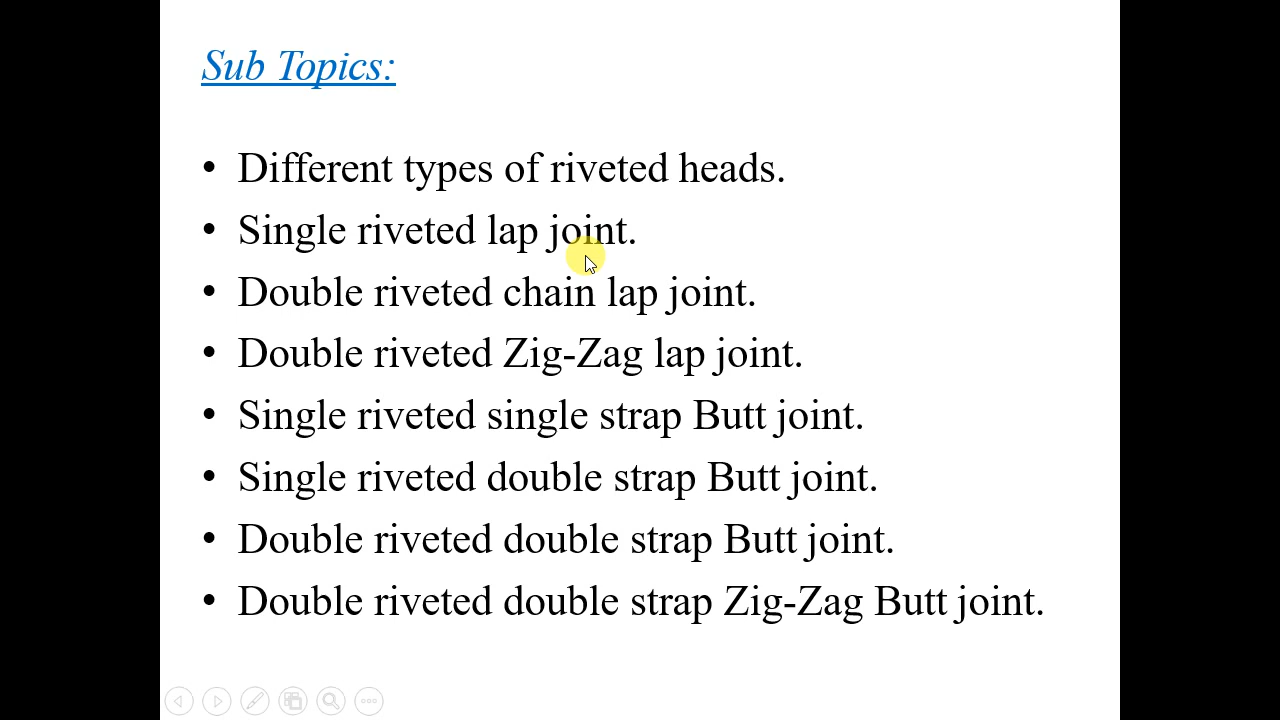 Sub Topics:
• Different types of riveted heads.
• Single riveted lap joint.
• Double riveted chain lap joint.
• Double riveted Zig-Zag lap joint.
• Single riveted single strap Butt joint.
• Single riveted double strap Butt joint.
• Double riveted double strap Butt joint.
• Double riveted double strap Zig-Zag Butt joint.